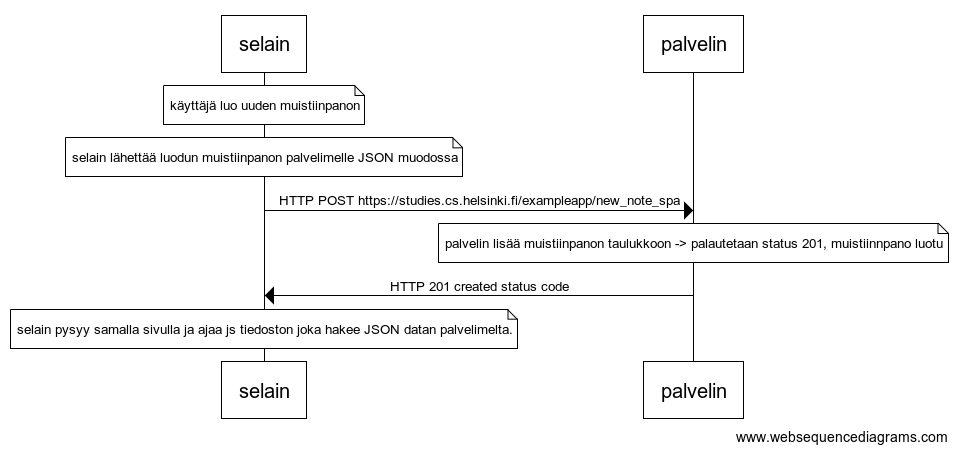 selain
palvelin
käyttäjä luo uuden muistiinpanon
selain lähettää luodun muistiinpanon palvelimelle JSON muodossa
HTTP POST https://studies.cs.helsinki.fi/exampleapp/new_note_spa
palvelin lisää muistiinpanon taulukkoon -> palautetaan status 201, muistiinnpano luotu
HTTP 201 created status code
selain pysyy samalla sivulla ja ajaa js tiedoston joka hakee JSON datan palvelimelta.
selain
palvelin
www.websequencediagrams.com